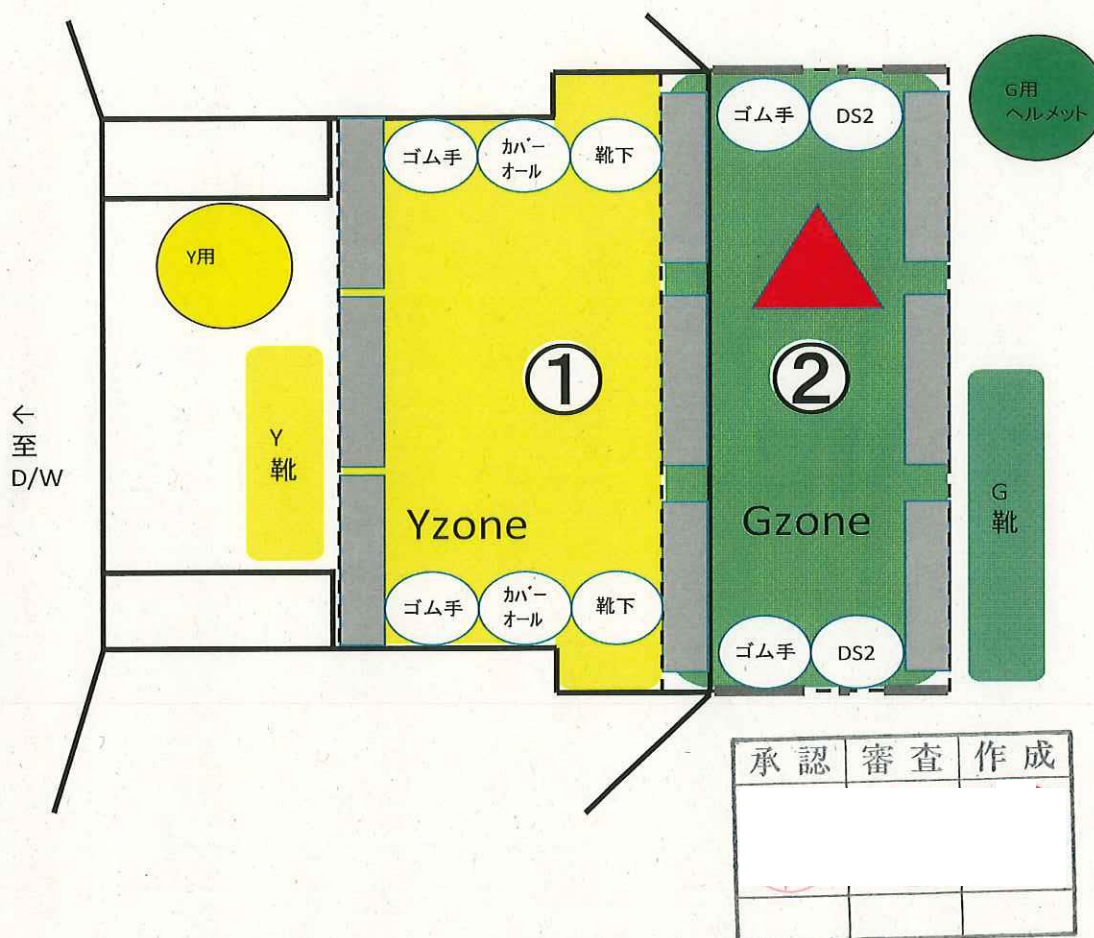 G用
ヘルメット
ゴム手
カバー
オール
靴下
ゴム手
DS2
Y用
①
②
←
至
D/W
Y
靴
G
靴
Yzone
Gzone
ゴム手
カバー
オール
靴下
ゴム手
DS2
承認 審査 作成